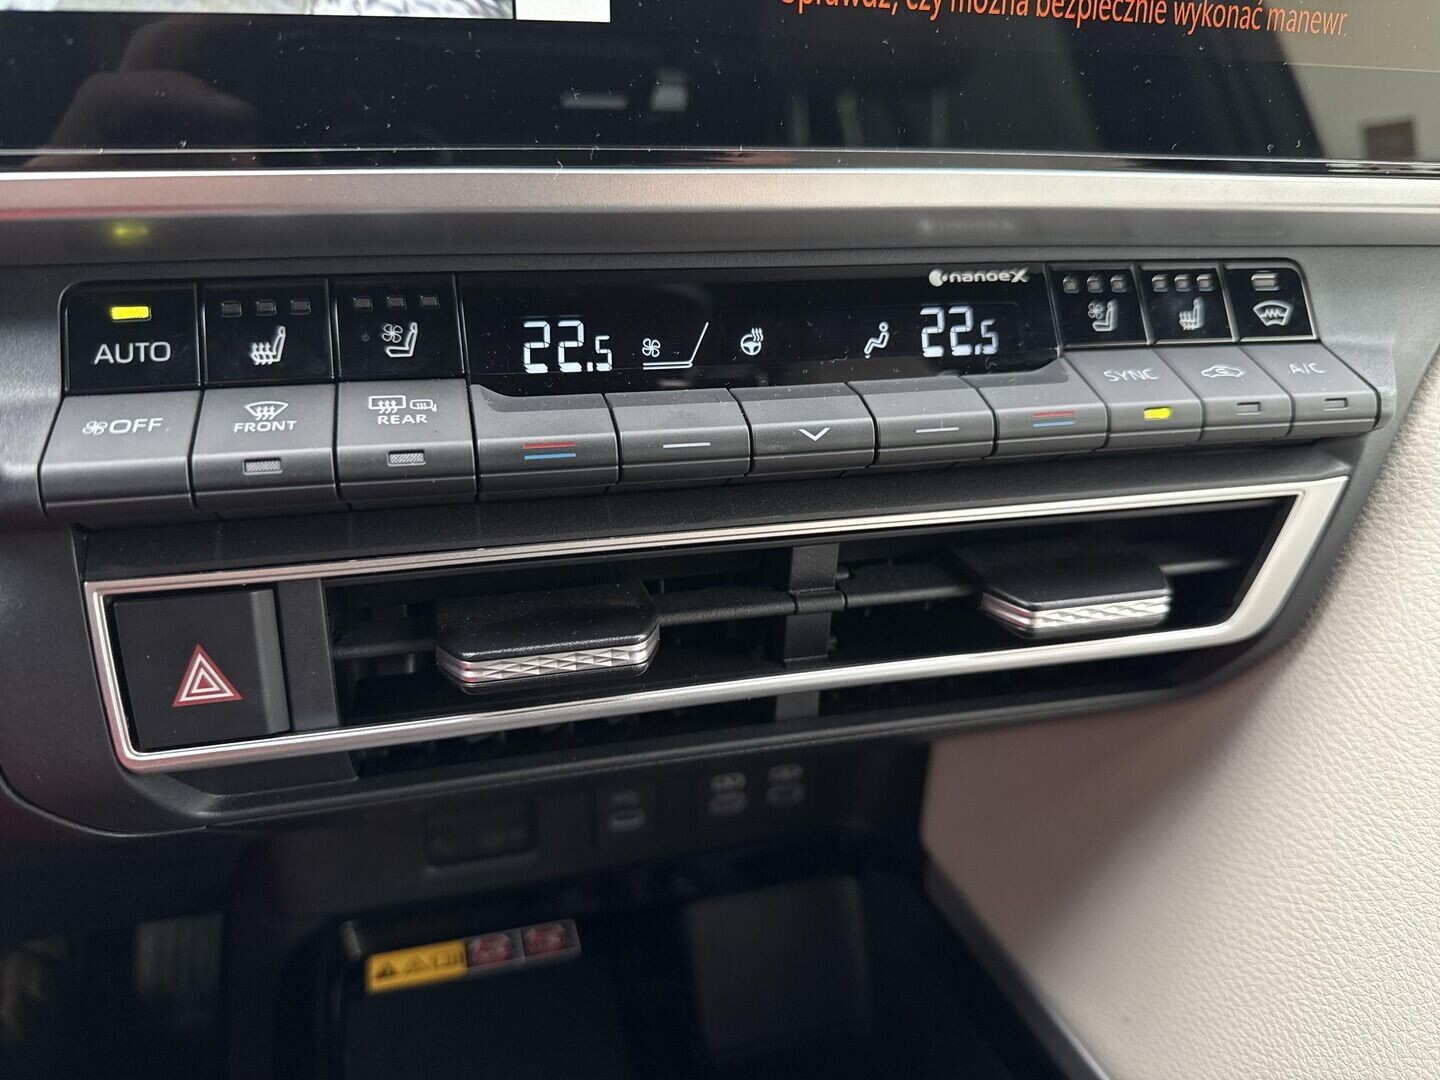 Sprawdź, czy można bezpiecznie wykonać manewr.
nanoeX
AUTO
22.5
22.5
OFF
FRONT
REAR
SYNC
A/C